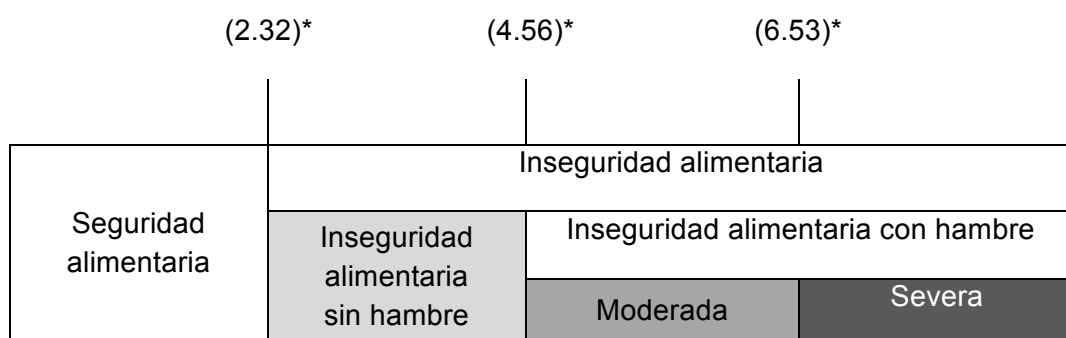 (2.32)* (4.56)* (6.53)*
Inseguridad alimentaria
Seguridad
alimentaria
Inseguridad
alimentaria
sin hambre
Inseguridad alimentaria con hambre
Moderada
Severa